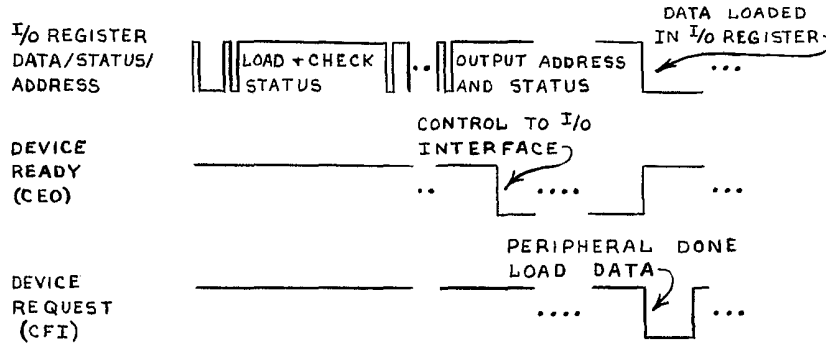 I/O REGISTER
DATA/STATUS/
ADDRESS
LOAD + CHECK
STATUS
OUTPUT ADDRESS
AND STATUS
DATA LOADED
IN I/O REGISTER
DEVICE
READY
(CEO)
CONTROL TO I/O
INTERFACE
DEVICE
REQUEST
(CFI)
PERIPHERAL DONE
LOAD DATA